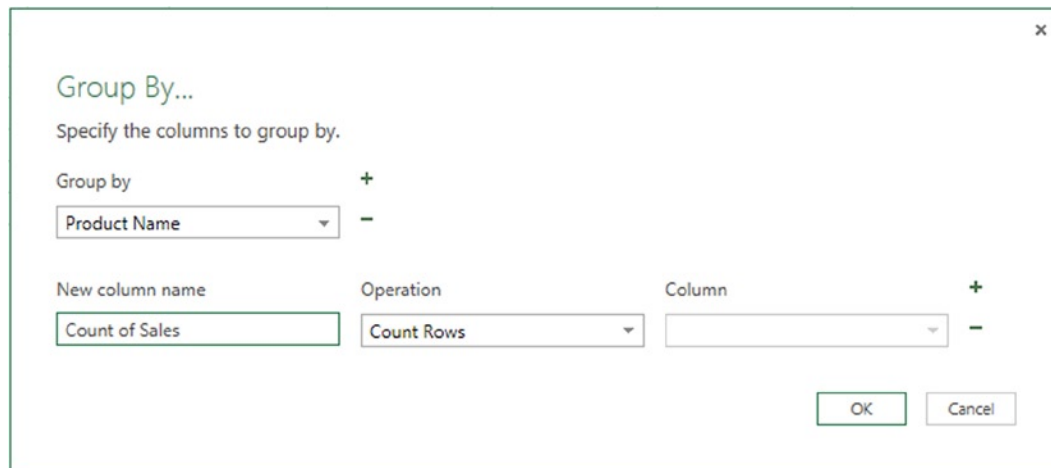 ×
Group By...
Specify the columns to group by.
Group by +
Product Name −
New column name Operation Column +
Count of Sales Count Rows −
OK Cancel